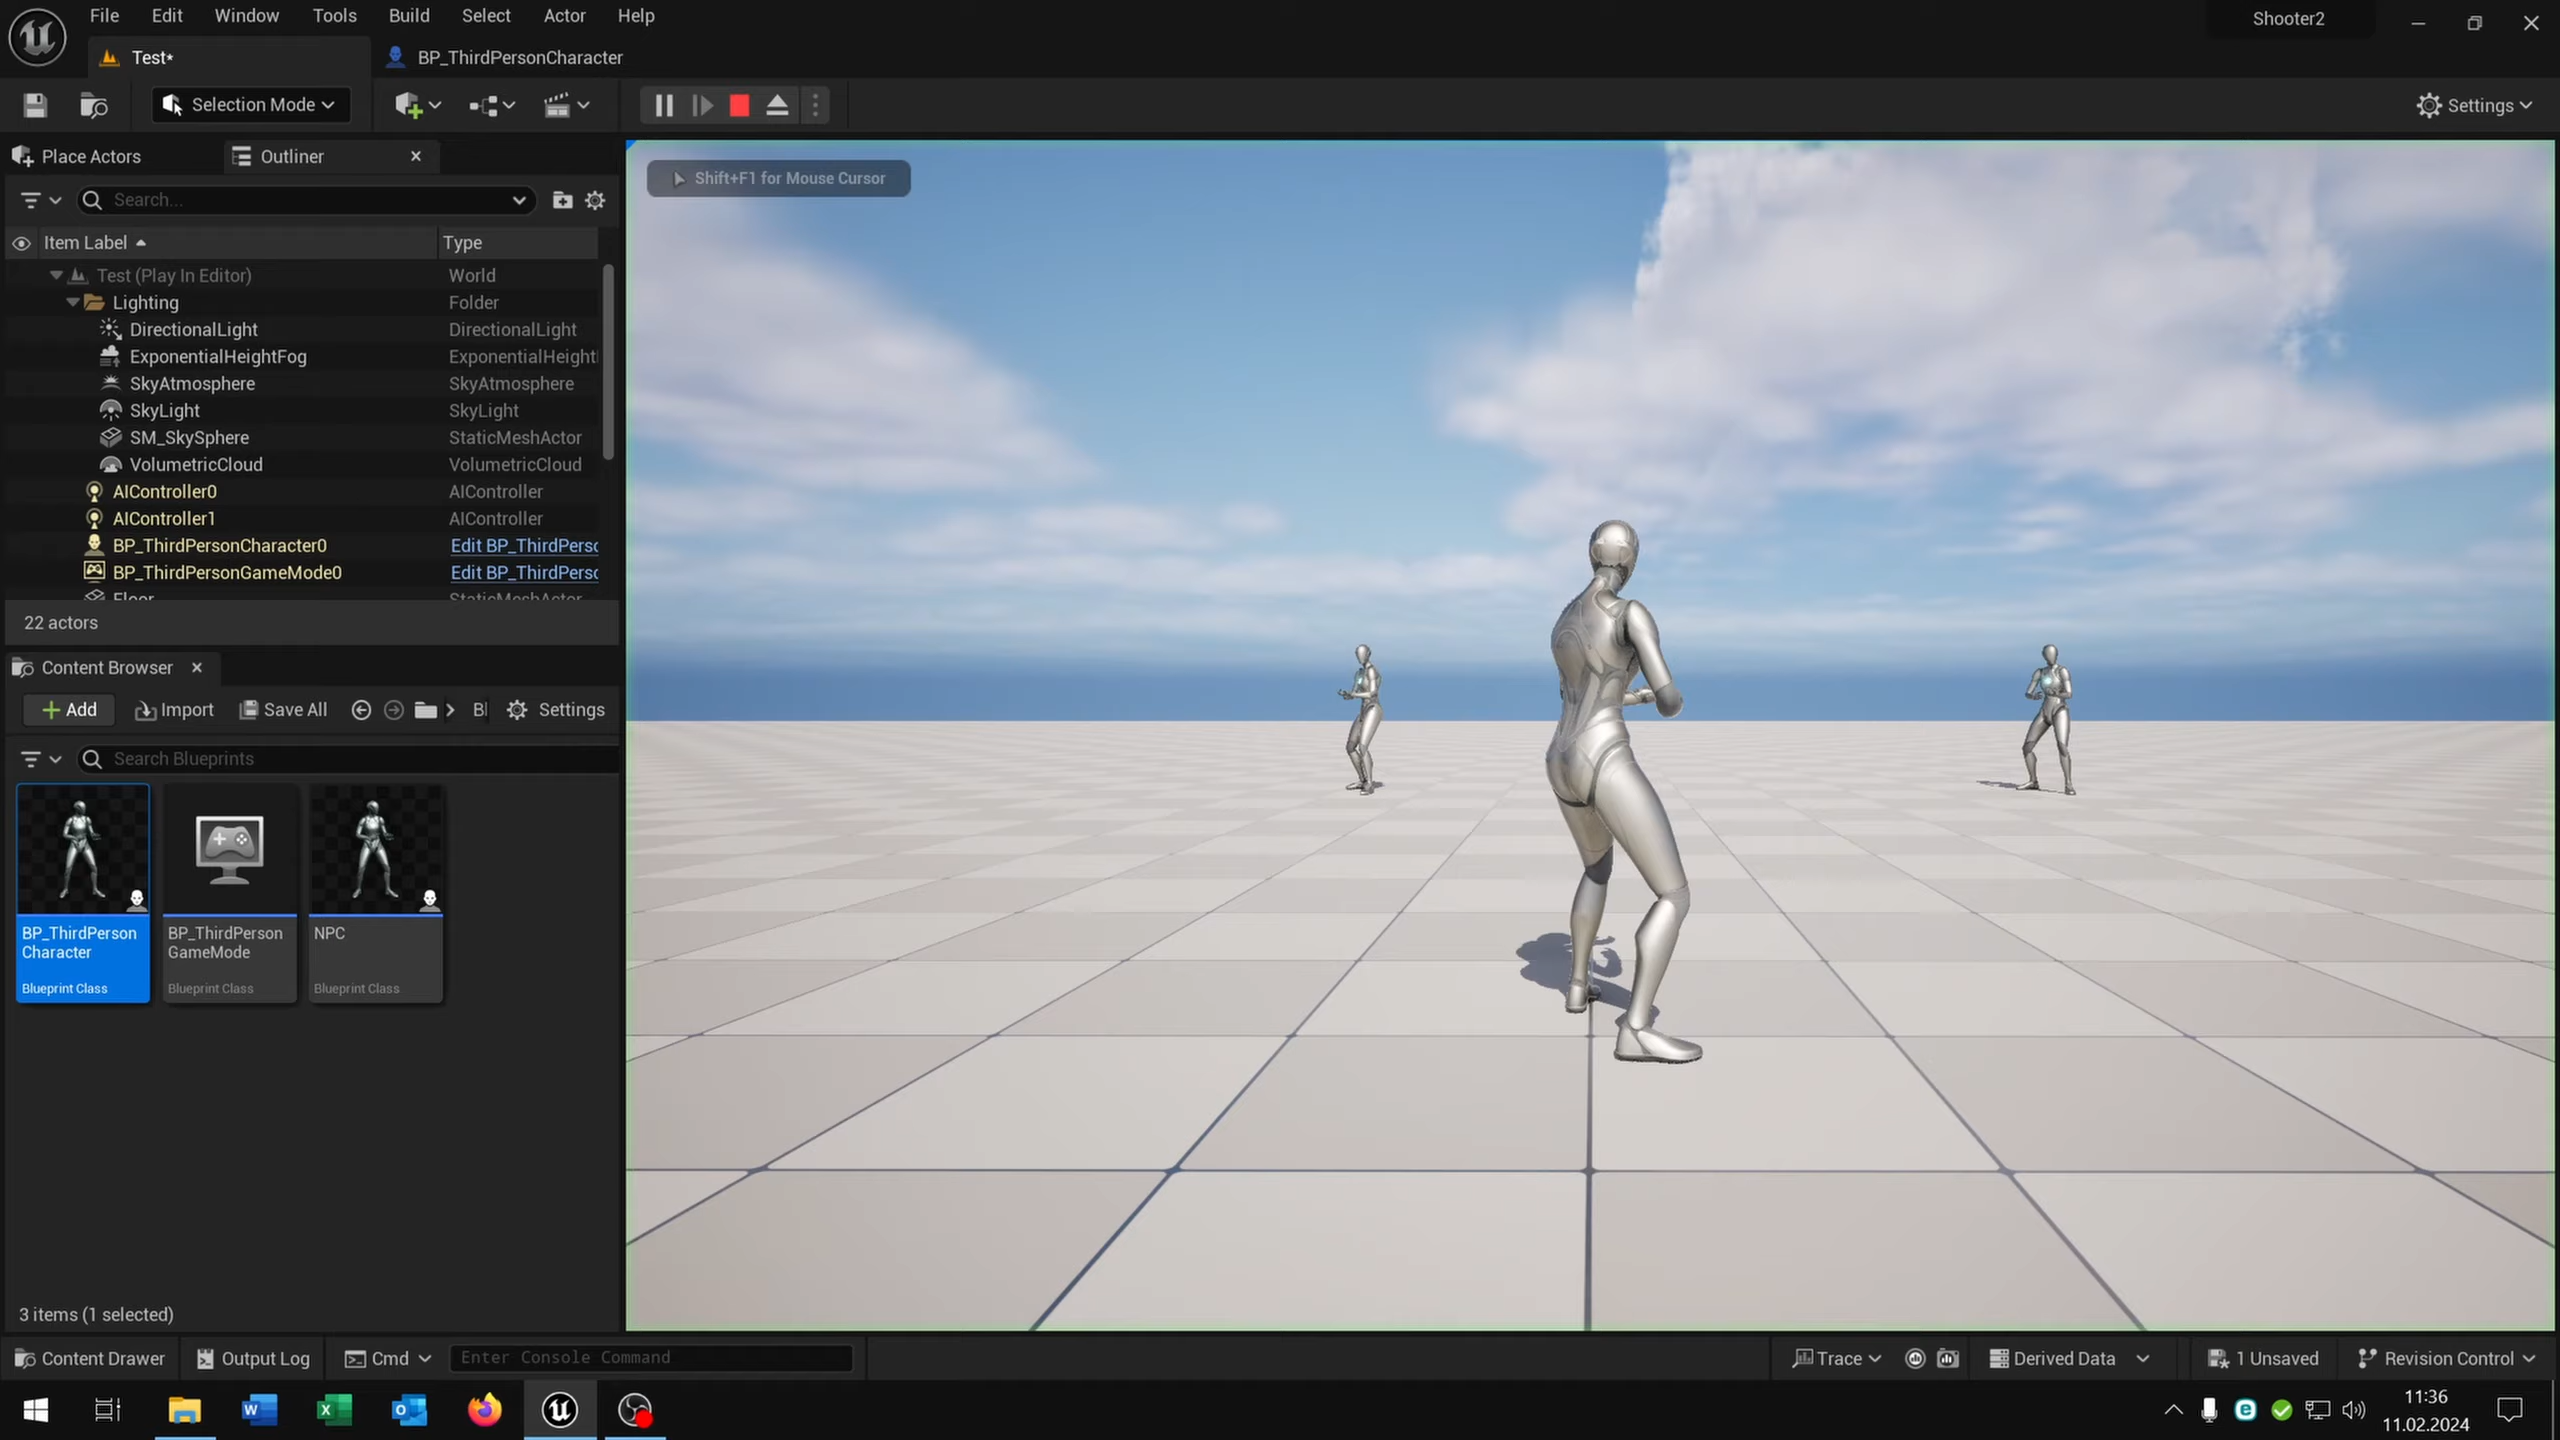 File Edit Window Tools Build Select Actor Help
Shooter2
Test*
BP_ThirdPersonCharacter
Selection Mode
Settings
Place Actors
Outliner
Search...
Item Label
Type
Test (Play In Editor) World
Lighting Folder
DirectionalLight DirectionalLight
ExponentialHeightFog ExponentialHeight
SkyAtmosphere SkyAtmosphere
SkyLight SkyLight
SM_SkySphere StaticMeshActor
VolumetricCloud VolumetricCloud
AIController0 AIController
AIController1 AIController
BP_ThirdPersonCharacter0 Edit BP_ThirdPerso
BP_ThirdPersonGameMode0 Edit BP_ThirdPerso
Floor StaticMeshActor
22 actors
Shift+F1 for Mouse Cursor
Content Browser
Add Import Save All Bl Settings
Search Blueprints
BP_ThirdPerson
Character
Blueprint Class
BP_ThirdPerson
GameMode
Blueprint Class
NPC
Blueprint Class
3 items (1 selected)
Content Drawer
Output Log
Cmd
Enter Console Command
Trace
Derived Data
1 Unsaved
Revision Control
11:36
11.02.2024